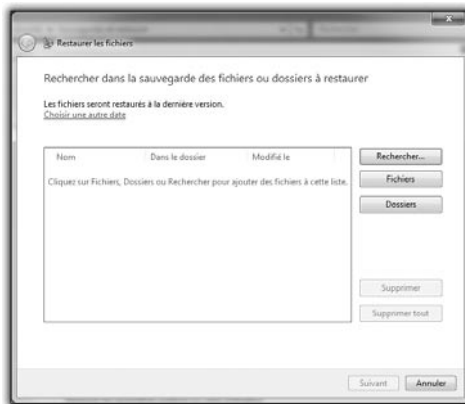 Restaurer les fichiers
Rechercher dans la sauvegarde des fichiers ou dossiers à restaurer
Les fichiers seront restaurés à la dernière version.
Choisir une autre date
Nom Dans le dossier Modifié le
Cliquez sur Fichiers, Dossiers ou Rechercher pour ajouter des fichiers à cette liste.
Rechercher...
Fichiers
Dossiers
Supprimer
Supprimer tout
Suivant Annuler